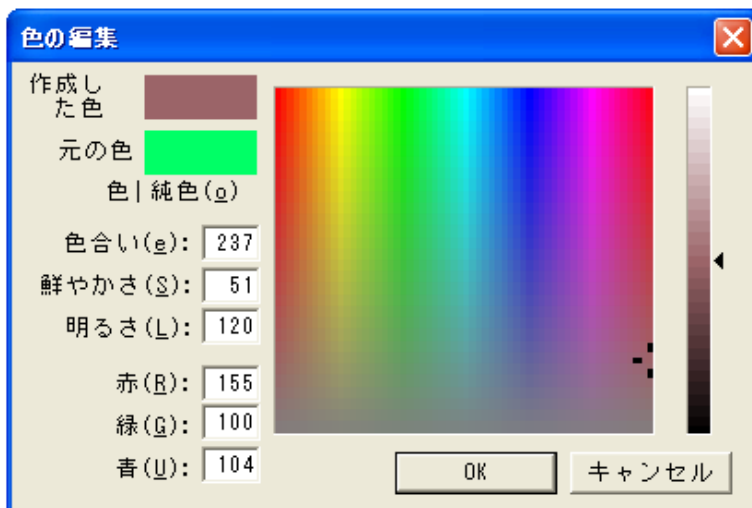 色の編集
作成し
た色
元の色
色|純色(o)
色合い(e): 237
鮮やかさ(S): 51
明るさ(L): 120
赤(R): 155
緑(G): 100
青(U): 104
OK
キャンセル